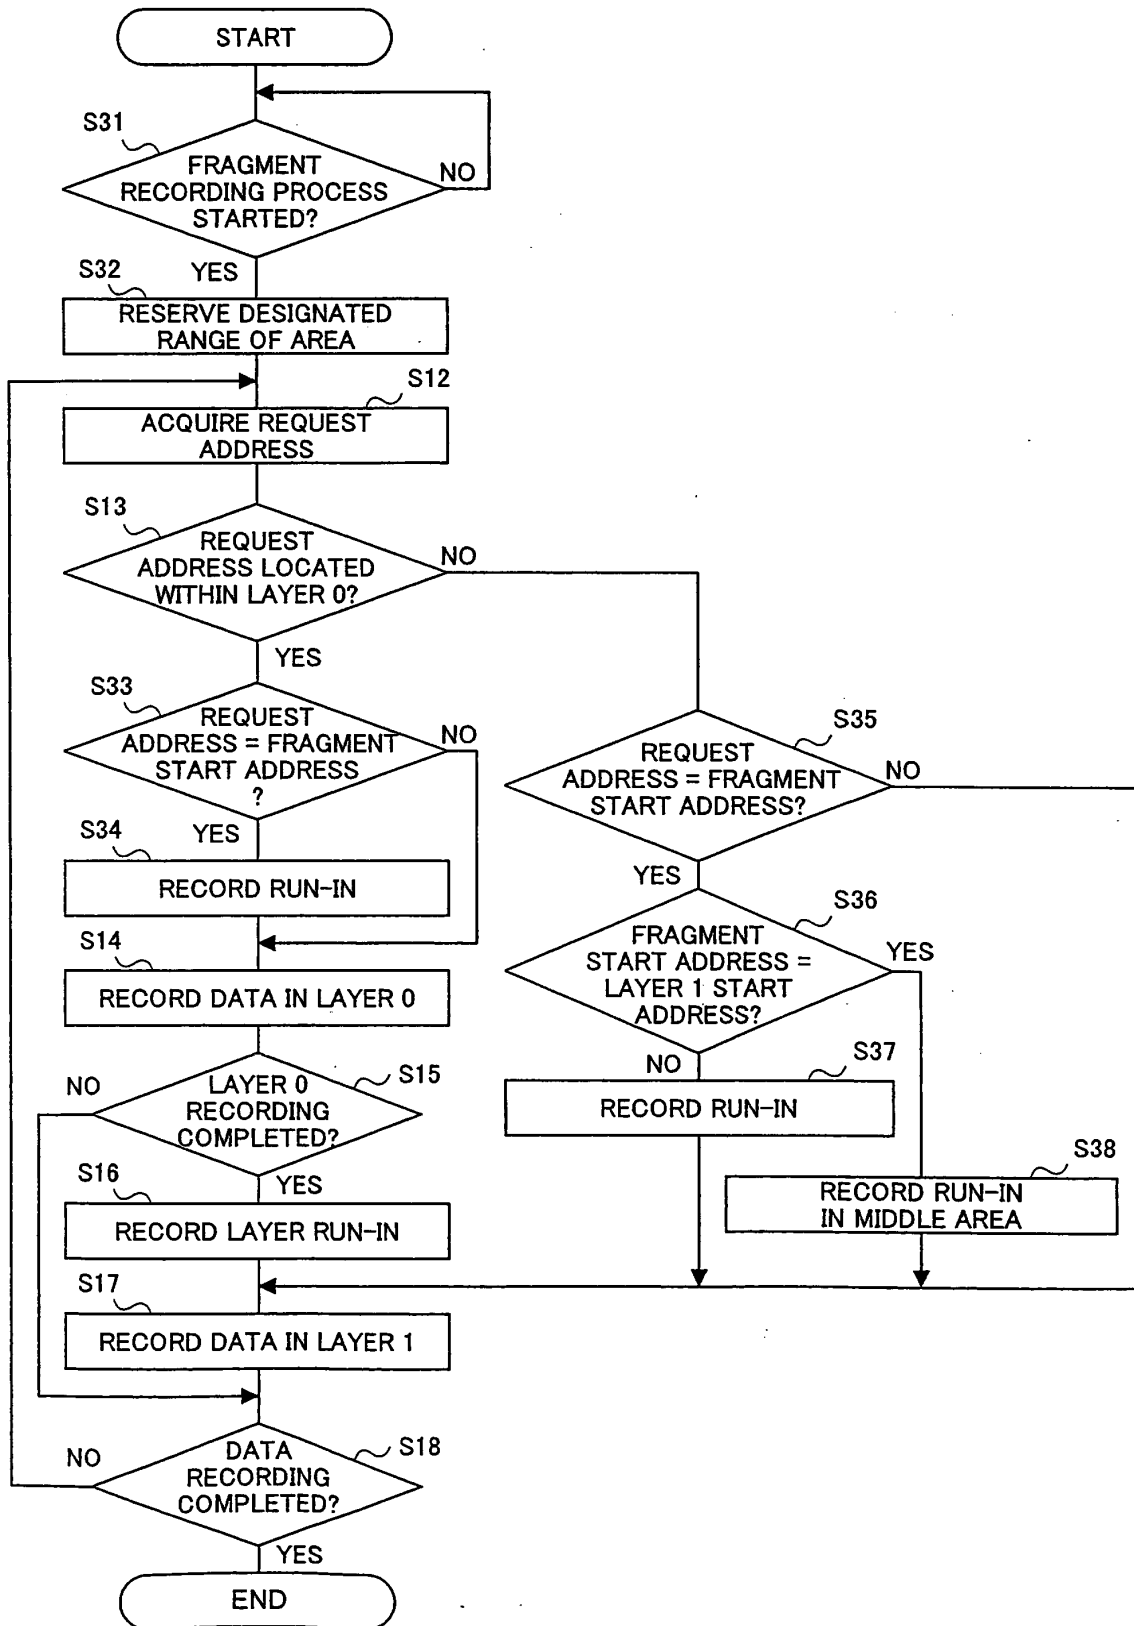 START
S31
FRAGMENT
RECORDING PROCESS
STARTED?
NO
YES
S32
RESERVE DESIGNATED
RANGE OF AREA
S12
ACQUIRE REQUEST
ADDRESS
S13
REQUEST
ADDRESS LOCATED
WITHIN LAYER 0?
NO
YES
S33
REQUEST
ADDRESS = FRAGMENT
START ADDRESS
?
NO
YES
S34
RECORD RUN-IN
S14
RECORD DATA IN LAYER 0
S15
LAYER 0
RECORDING
COMPLETED?
NO
YES
S16
RECORD LAYER RUN-IN
S17
RECORD DATA IN LAYER 1
S18
DATA
RECORDING
COMPLETED?
NO
YES
END
S35
REQUEST
ADDRESS = FRAGMENT
START ADDRESS?
NO
YES
S36
FRAGMENT
START ADDRESS =
LAYER 1 START
ADDRESS?
YES
NO
S37
RECORD RUN-IN
S38
RECORD RUN-IN
IN MIDDLE AREA